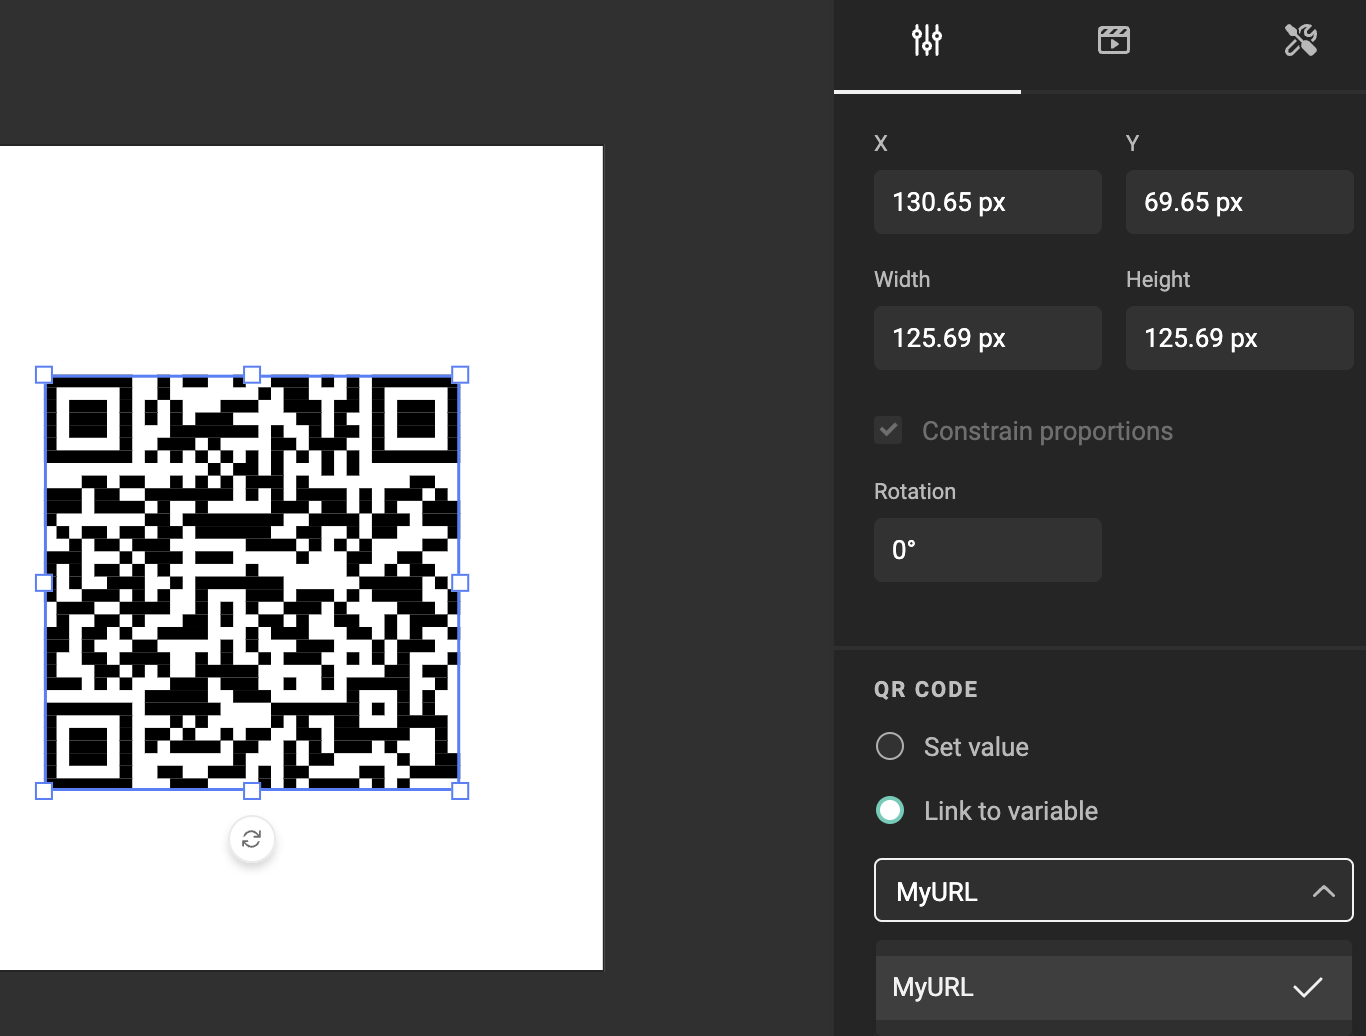 X
Y
130.65 px
69.65 px
Width
Height
125.69 px
125.69 px
Constrain proportions
Rotation
0°
QR CODE
Set value
Link to variable
MyURL
MyURL